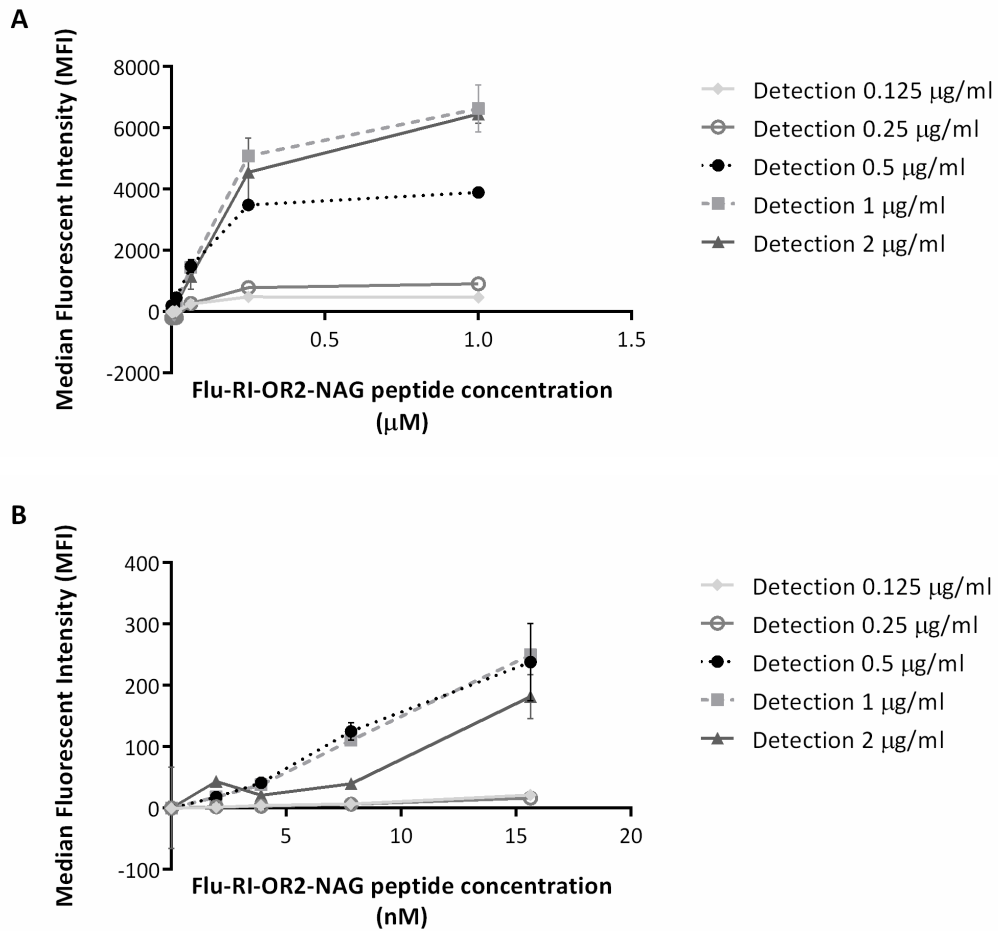 A
Median Fluorescent Intensity (MFI)
8000
6000
4000
2000
0
-2000
0.5
1.0
1.5
Flu-RI-OR2-NAG peptide concentration
(μM)
Detection 0.125 μg/ml
Detection 0.25 μg/ml
Detection 0.5 μg/ml
Detection 1 μg/ml
Detection 2 μg/ml
B
Median Fluorescent Intensity (MFI)
400
300
200
100
0
-100
5
10
15
20
Flu-RI-OR2-NAG peptide concentration
(nM)
Detection 0.125 μg/ml
Detection 0.25 μg/ml
Detection 0.5 μg/ml
Detection 1 μg/ml
Detection 2 μg/ml